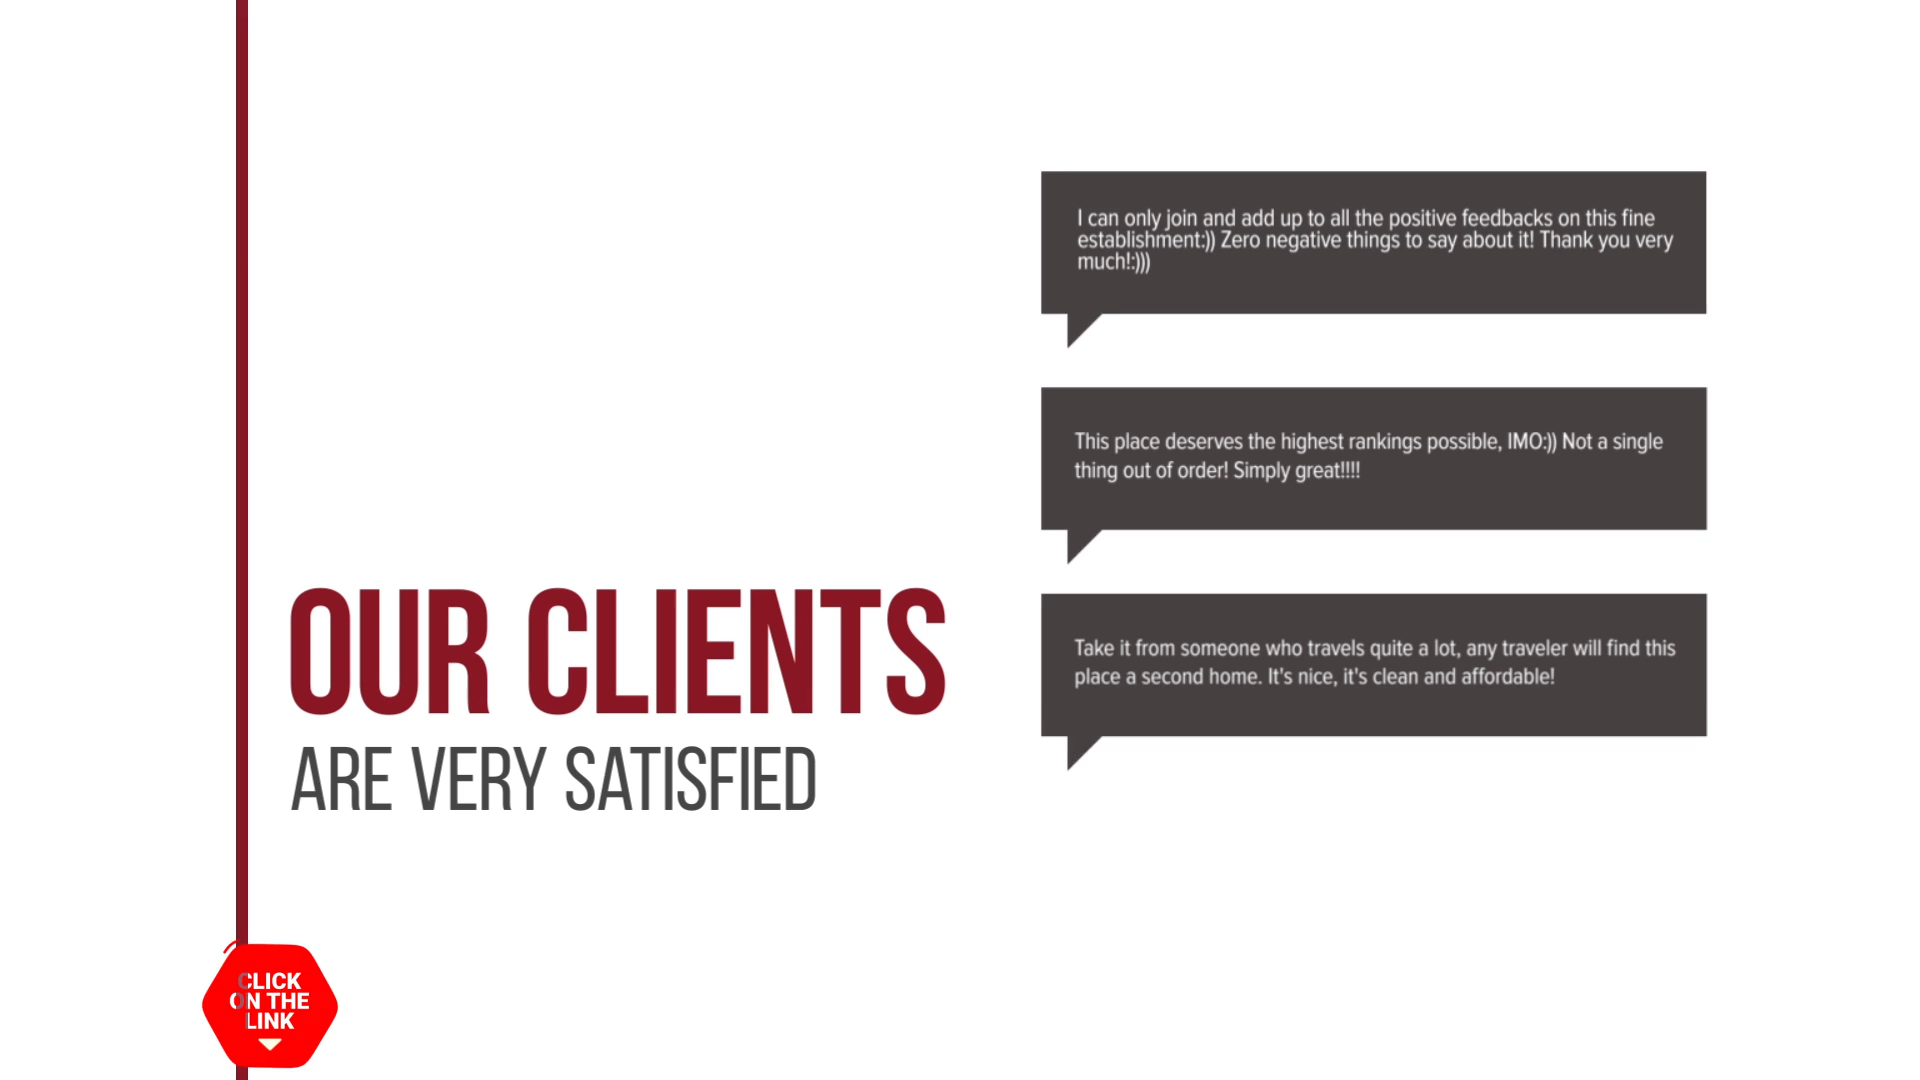 I can only join and add up to all the positive feedbacks on this fine
establishment:)) Zero negative things to say about it! Thank you very
much!:)))
This place deserves the highest rankings possible, IMO:)) Not a single
thing out of order! Simply great!!!!
Take it from someone who travels quite a lot, any traveler will find this
place a second home. It's nice, it's clean and affordable!
OUR CLIENTS
ARE VERY SATISFIED
CLICK
ON THE
LINK